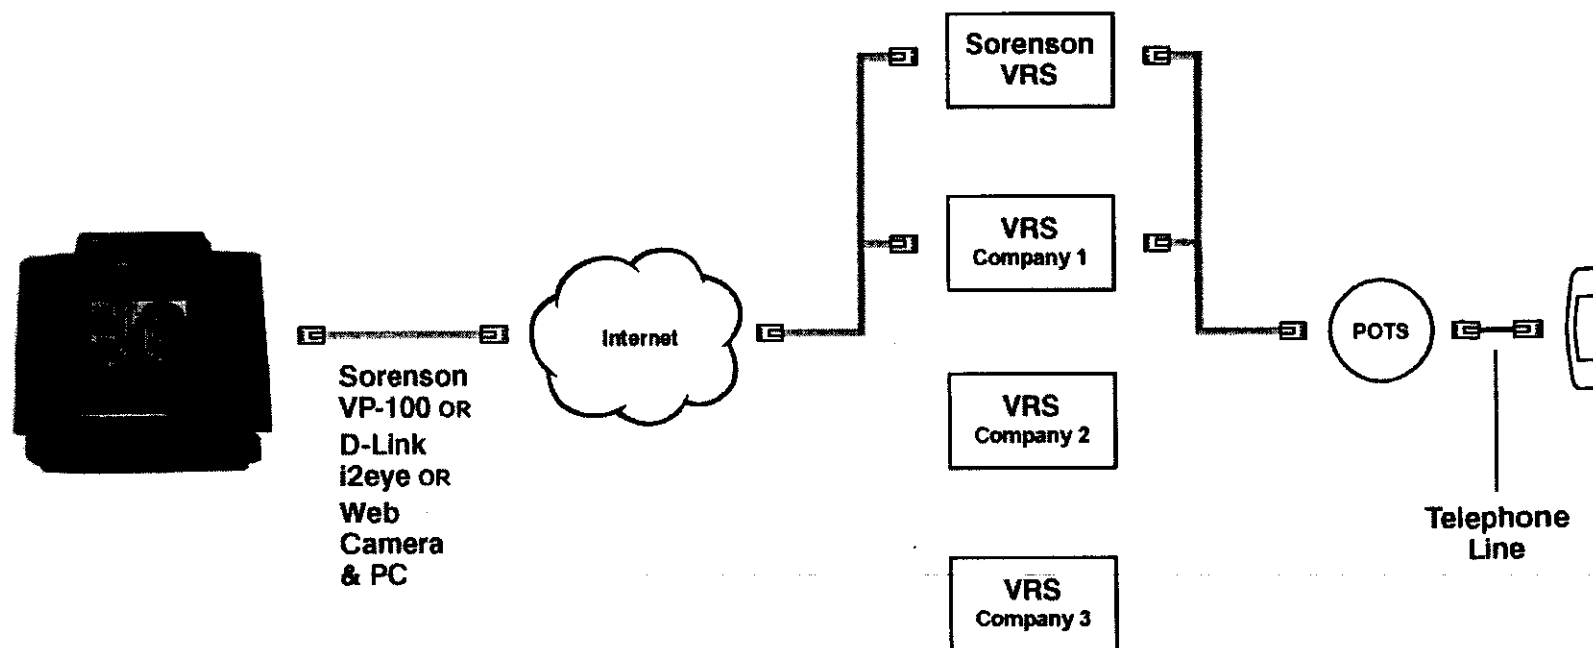 Sorenson
VRS
VRS
Company 1
Internet
POTS
Sorenson
VP-100 OR
D-Link
i2eye OR
Web
Camera
& PC
VRS
Company 2
Telephone
Line
VRS
Company 3